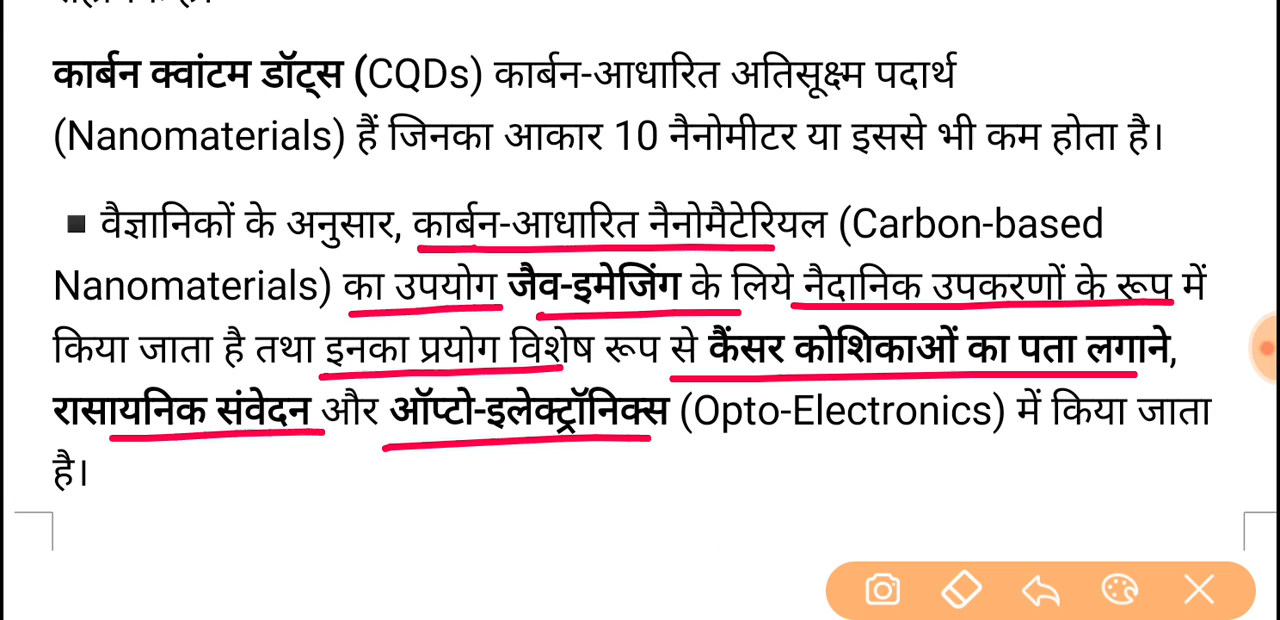 कार्बन क्वांटम डॉट्स (CQDs) कार्बन-आधारित अतिसूक्ष्म पदार्थ
(Nanomaterials) हैं जिनका आकार 10 नैनोमीटर या इससे भी कम होता है।
▪ वैज्ञानिकों के अनुसार, कार्बन-आधारित नैनोमैटेरियल (Carbon-based
Nanomaterials) का उपयोग जैव-इमेजिंग के लिये नैदानिक उपकरणों के रूप में
किया जाता है तथा इनका प्रयोग विशेष रूप से कैंसर कोशिकाओं का पता लगाने,
रासायनिक संवेदन और ऑप्टो-इलेक्ट्रॉनिक्स (Opto-Electronics) में किया जाता
है।